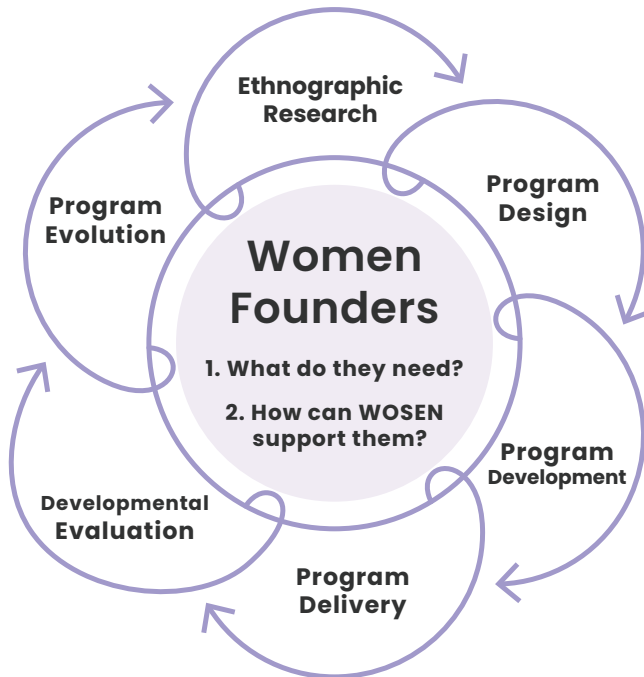 Ethnographic
Research
Program
Design
Program
Development
Program
Delivery
Developmental
Evaluation
Program
Evolution
Women
Founders
1. What do they need?
2. How can WOSEN
support them?